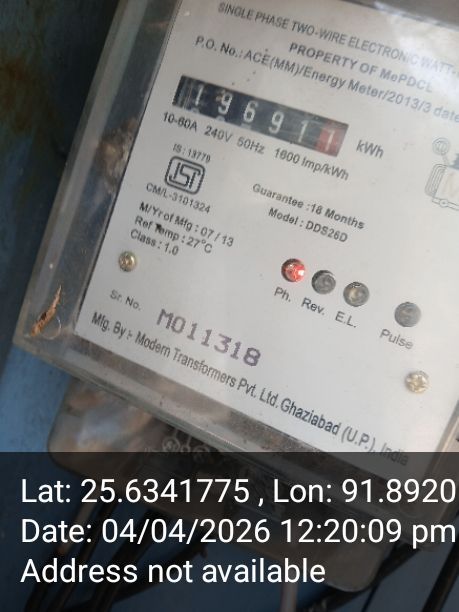 SINGLE PHASE TWO-WIRE ELECTRONIC WATT-
PROPERTY OF MePDCL
P.O. No.: ACE(MM)/Energy Meter/2013/3 date
196911 kWh
10-60A 240V 50Hz 1600 Imp/kWh
IS : 13779
ISI
CM/L-3101324
M/Yr of Mfg : 07 / 13
Ref Temp : 27°C
Class : 1.0
Guarantee : 18 Months
Model : DDS26D
Ph. Rev. E.L. Pulse
Sr. No. M011318
Mfg. By :- Modern Transformers Pvt. Ltd. Ghaziabad (U.P.), India
Lat: 25.6341775 , Lon: 91.8920
Date: 04/04/2026 12:20:09 pm
Address not available